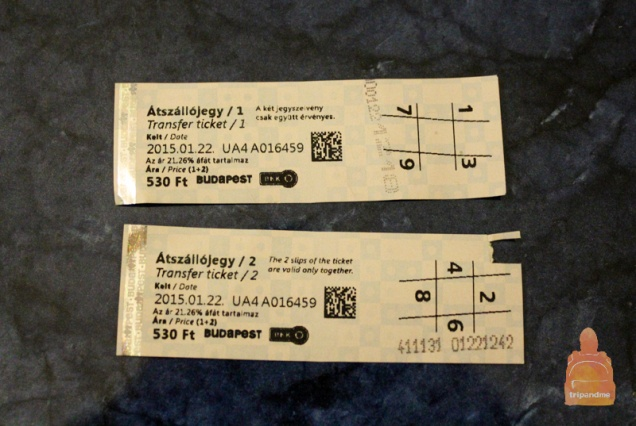 Átszállójegy / 1
Transfer ticket / 1
A két jegyszelvény
csak együtt érvényes.
Kelt / Date
2015.01.22. UA4 A016459
Az ár 21.26% áfát tartalmaz
Ára / Price (1+2)
530 Ft BUDAPEST BKK
7 1
9 3
Átszállójegy / 2
Transfer ticket / 2
The 2 slips of the ticket
are valid only together.
Kelt / Date
2015.01.22. UA4 A016459
Az ár 21.26% áfát tartalmaz
Ára / Price (1+2)
530 Ft BUDAPEST BKK
4
8 2
6
411131 01221242
tripandme